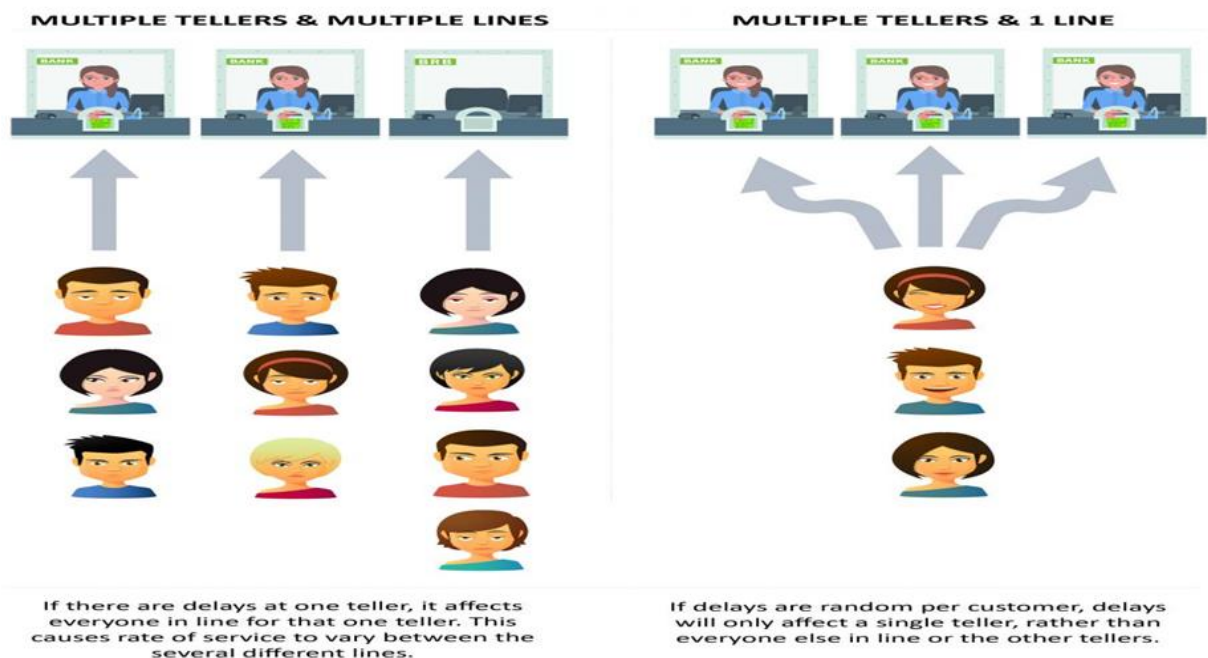 MULTIPLE TELLERS & MULTIPLE LINES
BANK
BANK
BRB
If there are delays at one teller, it affects
everyone in line for that one teller. This
causes rate of service to vary between the
several different lines.
MULTIPLE TELLERS & 1 LINE
BANK
BANK
BANK
If delays are random per customer, delays
will only affect a single teller, rather than
everyone else in line or the other tellers.